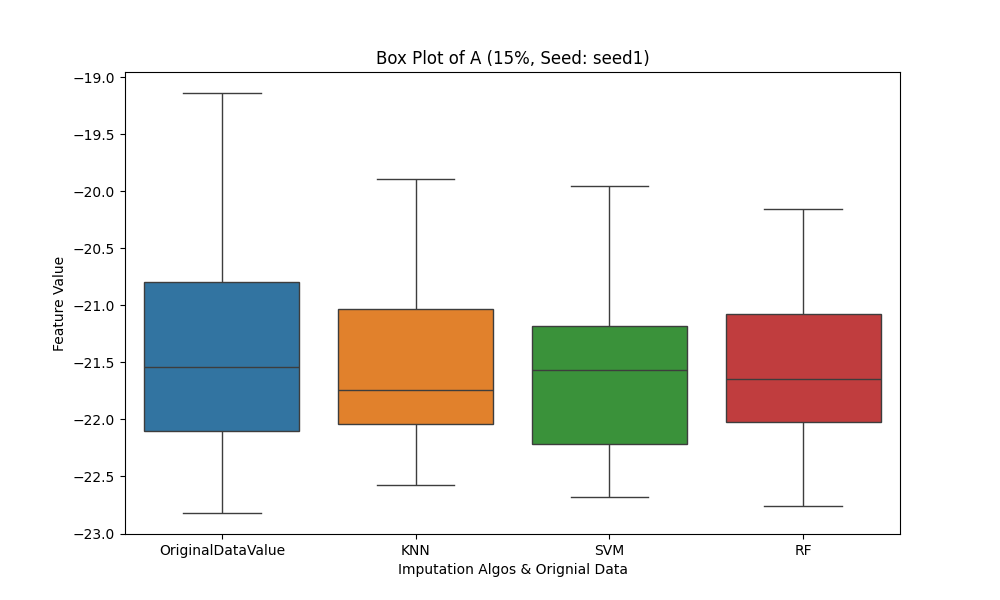 Box Plot of A (15%, Seed: seed1)
−19.0
−19.5
−20.0
−20.5
−21.0
−21.5
−22.0
−22.5
−23.0
Feature Value
OriginalDataValue
KNN
SVM
RF
Imputation Algos & Orignial Data